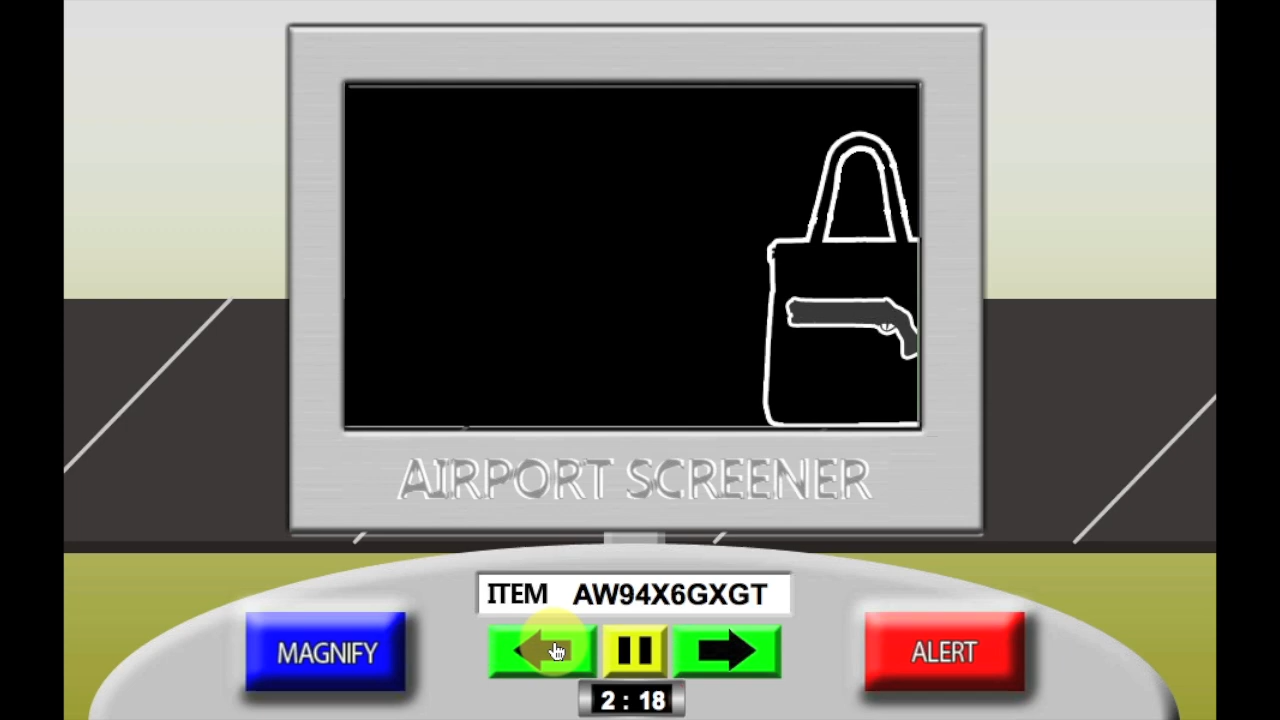 AIRPORT SCREENER
ITEM AW94X6GXGT
MAGNIFY
ALERT
2 : 18